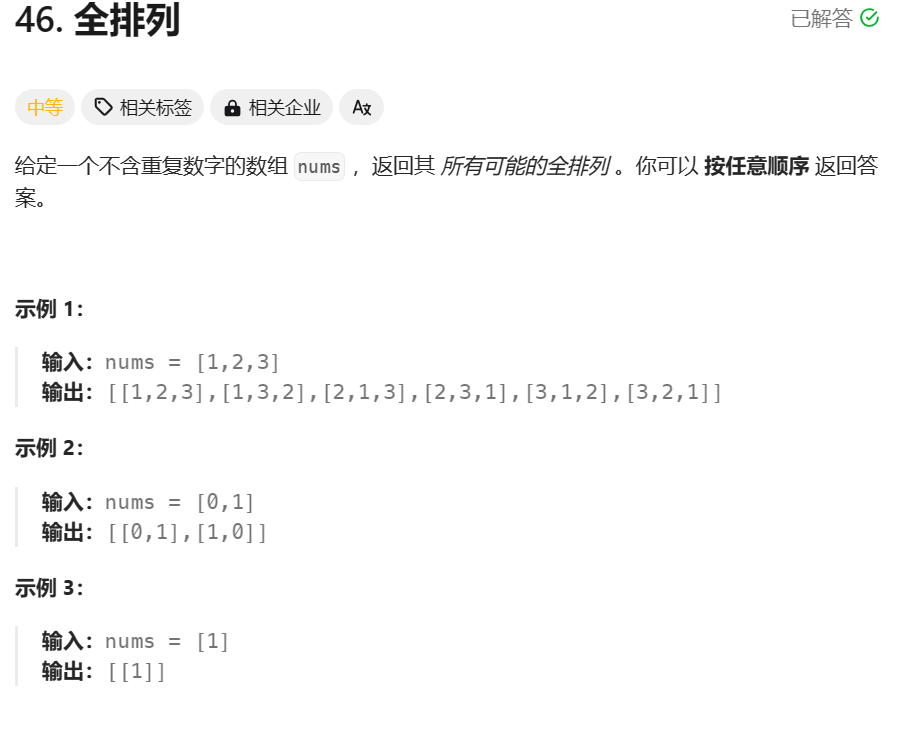 46. 全排列
已解答
中等
相关标签
相关企业
A文
给定一个不含重复数字的数组 nums ，返回其 所有可能的全排列 。你可以 按任意顺序 返回答
案。
示例 1：
输入：nums = [1,2,3]
输出：[[1,2,3],[1,3,2],[2,1,3],[2,3,1],[3,1,2],[3,2,1]]
示例 2：
输入：nums = [0,1]
输出：[[0,1],[1,0]]
示例 3：
输入：nums = [1]
输出：[[1]]